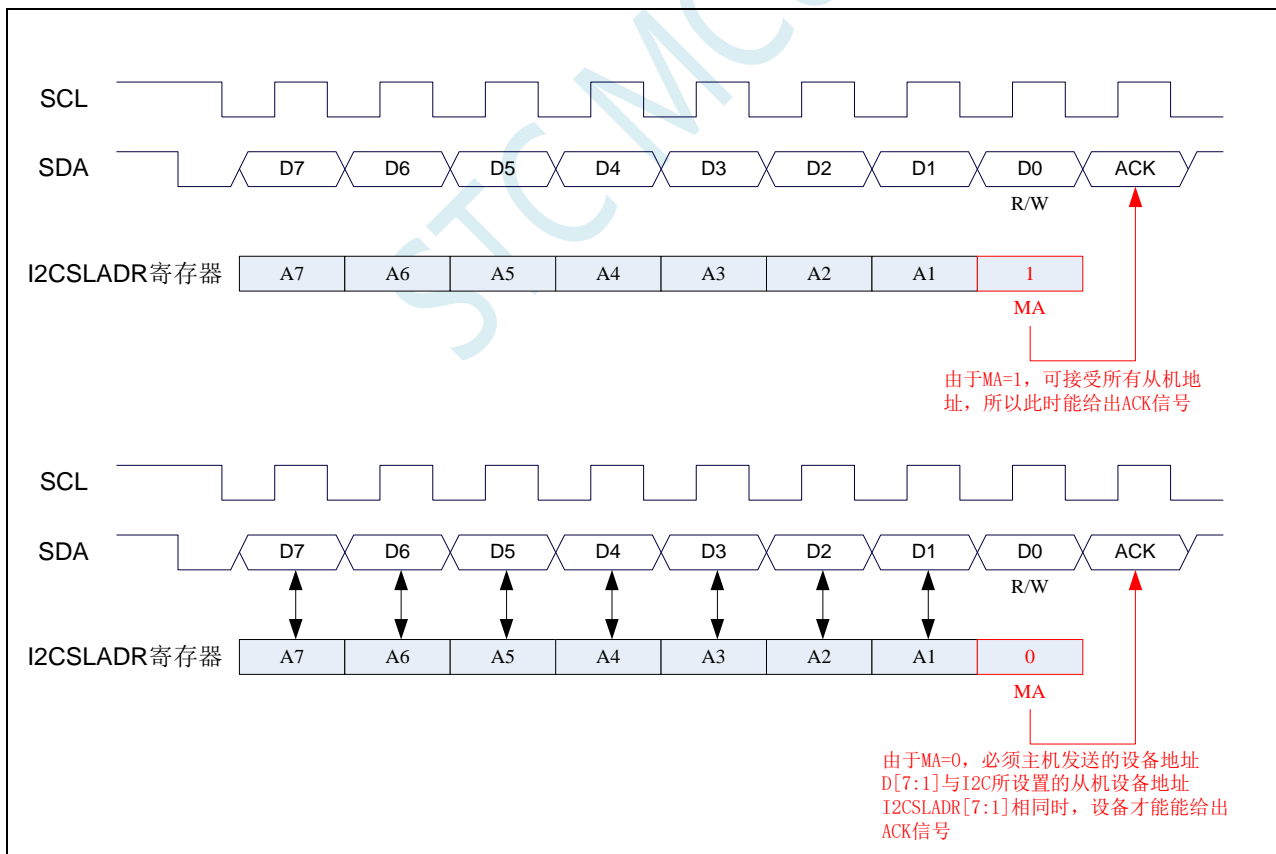 STC MCU
SCL
SDA D7 D6 D5 D4 D3 D2 D1 D0 ACK
R/W
I2CSLADR寄存器 A7 A6 A5 A4 A3 A2 A1 1
MA
由于MA=1，可接受所有从机地
址，所以此时能给出ACK信号
SCL
SDA D7 D6 D5 D4 D3 D2 D1 D0 ACK
R/W
I2CSLADR寄存器 A7 A6 A5 A4 A3 A2 A1 0
MA
由于MA=0，必须主机发送的设备地址
D[7:1]与I2C所设置的从机设备地址
I2CSLADR[7:1]相同时，设备才能能给出
ACK信号